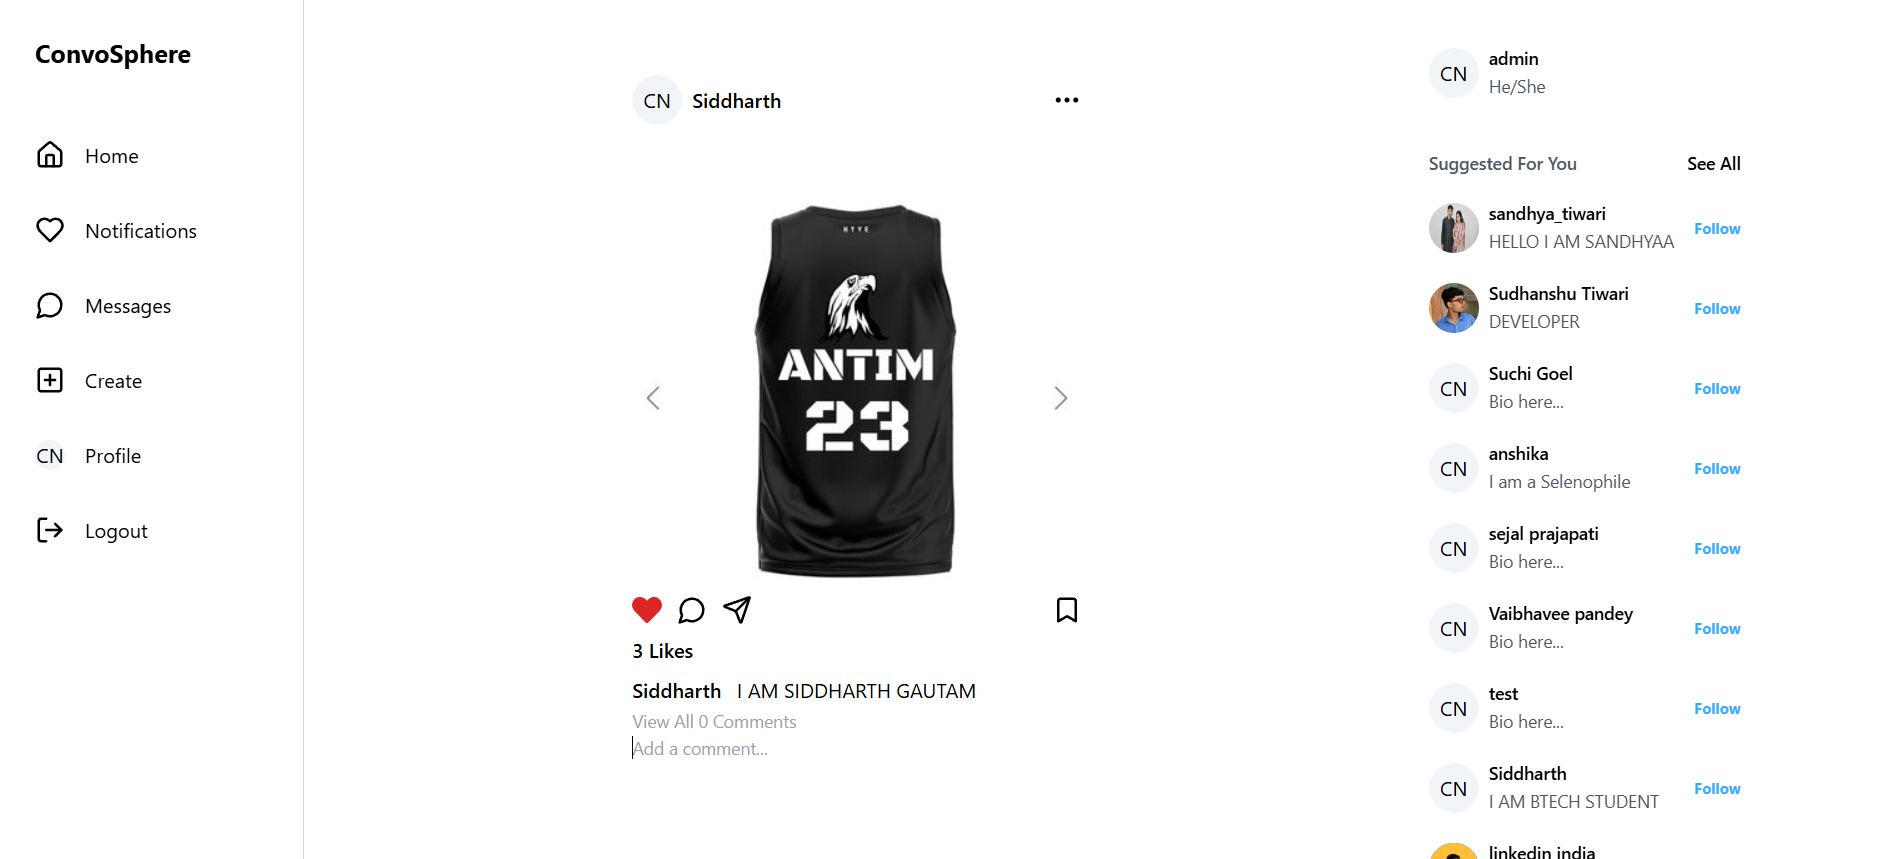 ConvoSphere
Home
Notifications
Messages
Create
CN Profile
Logout
CN Siddharth
HYVE
ANTIM
23
3 Likes
Siddharth I AM SIDDHARTH GAUTAM
View All 0 Comments
Add a comment...
CN admin
He/She
Suggested For You See All
sandhya_tiwari
HELLO I AM SANDHYAA Follow
Sudhanshu Tiwari
DEVELOPER Follow
CN Suchi Goel
Bio here... Follow
CN anshika
I am a Selenophile Follow
CN sejal prajapati
Bio here... Follow
CN Vaibhavee pandey
Bio here... Follow
CN test
Bio here... Follow
CN Siddharth
I AM BTECH STUDENT Follow
linkedin india